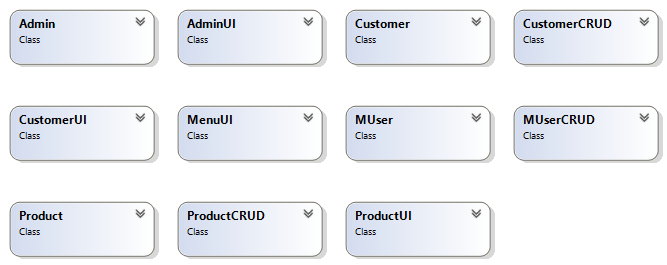 Admin
Class
AdminUI
Class
Customer
Class
CustomerCRUD
Class
CustomerUI
Class
MenuUI
Class
MUser
Class
MUserCRUD
Class
Product
Class
ProductCRUD
Class
ProductUI
Class